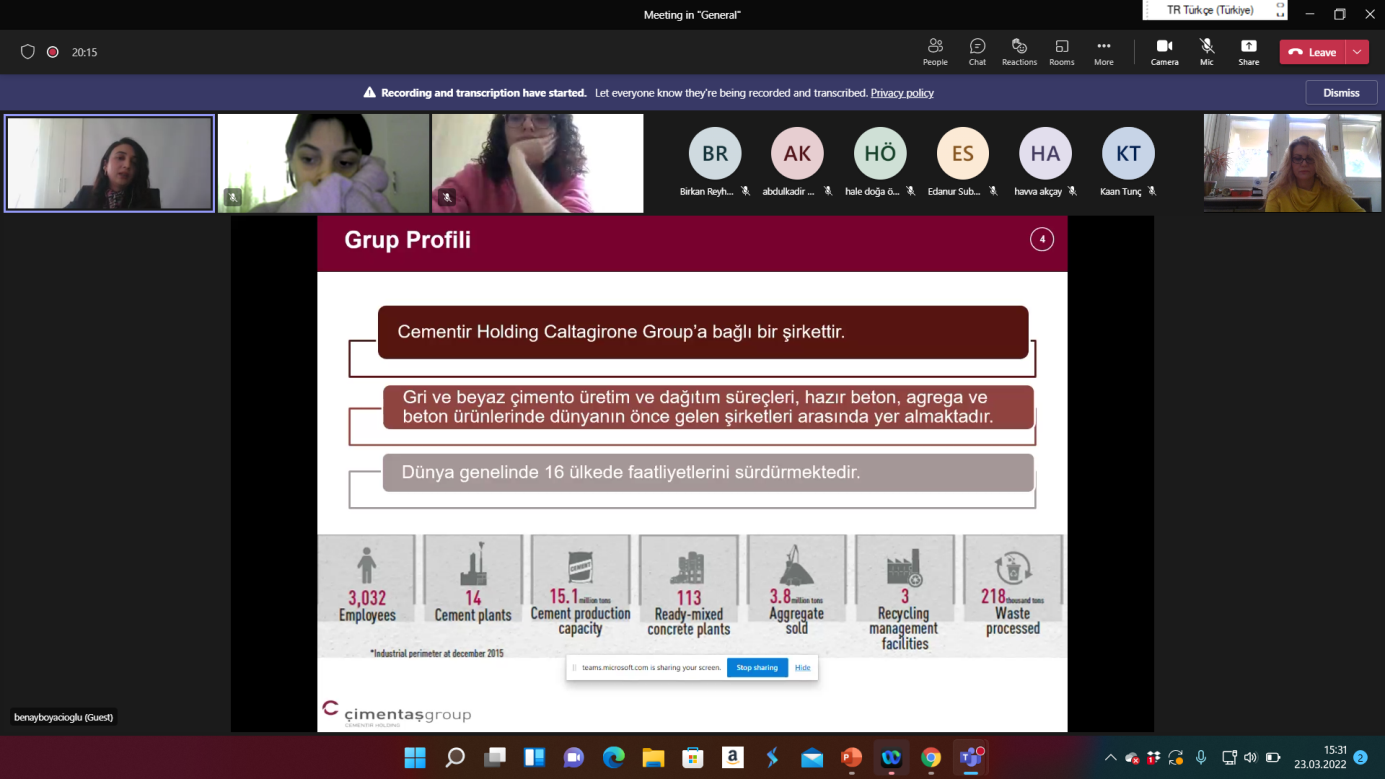 Meeting in "General"
TR Türkçe (Türkiye)
20:15
People
Chat
Reactions
Rooms
More
Camera
Mic
Share
Leave
Recording and transcription have started. Let everyone know they're being recorded and transcribed. Privacy policy
Dismiss
BR
AK
HÖ
ES
HA
KT
Birkan Reyh...
abdulkadir ...
hale doğa ö...
Edanur Sub...
havva akçay
Kaan Tunç
Grup Profili
4
Cementir Holding Caltagirone Group'a bağlı bir şirkettir.
Gri ve beyaz çimento üretim ve dağıtım süreçleri, hazır beton, agrega ve
beton ürünlerinde dünyanın önce gelen şirketleri arasında yer almaktadır.
Dünya genelinde 16 ülkede faatliyetlerini sürdürmektedir.
3,032
Employees
14
Cement plants
CEMENT
15.1 million tons
Cement production
capacity
113
Ready-mixed
concrete plants
3.8 million tons
Aggregate
sold
3
Recycling
management
facilities
218 thousand tons
Waste
processed
*Industrial perimeter at december 2015
teams.microsoft.com is sharing your screen.
Stop sharing
Hide
çimentaşgroup
CEMENTIR HOLDING
benayboyacioglu (Guest)
15:31
23.03.2022
2